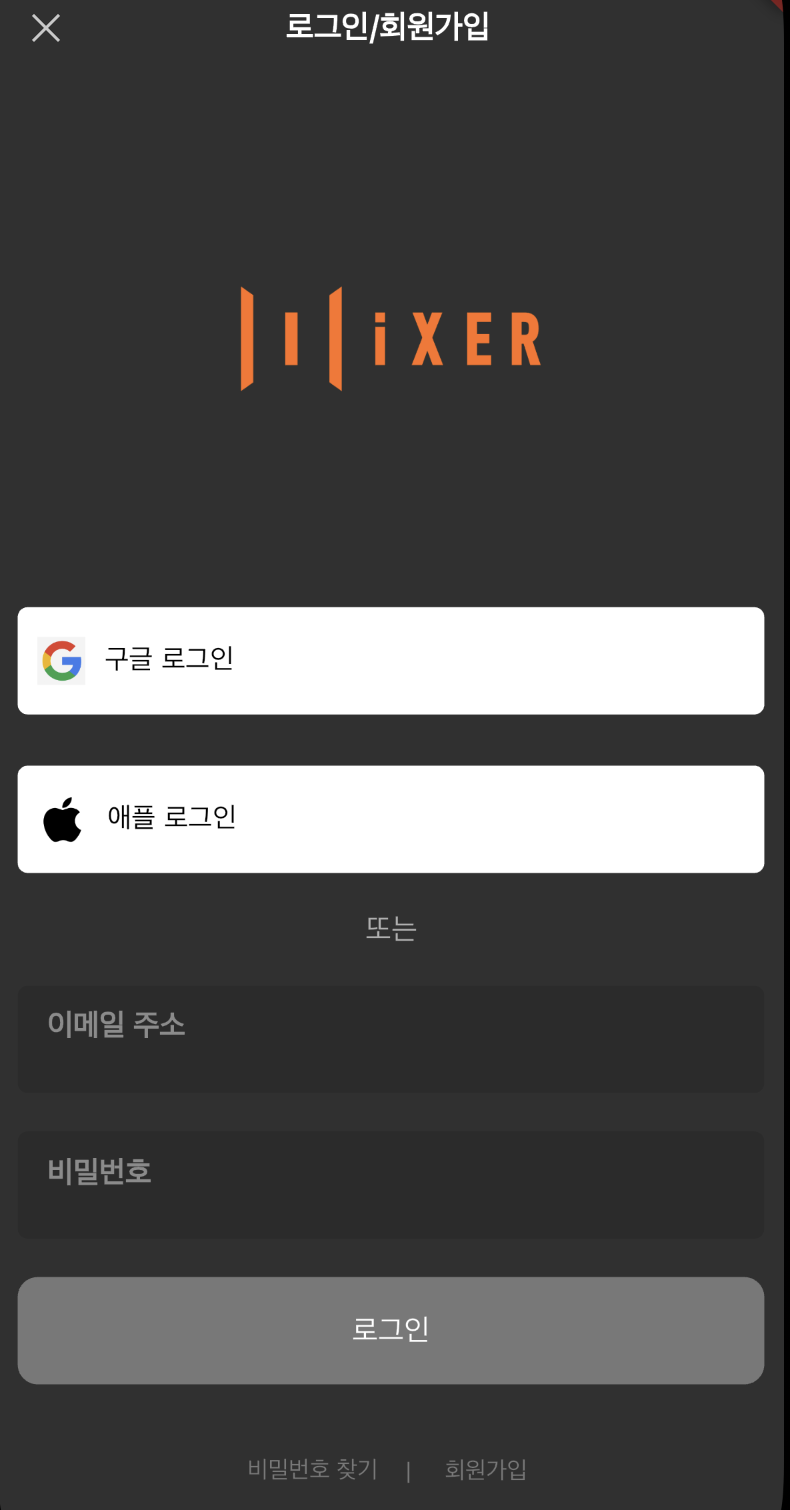 로그인/회원가입
MiXER
구글 로그인
애플 로그인
또는
이메일 주소
비밀번호
로그인
비밀번호 찾기 | 회원가입